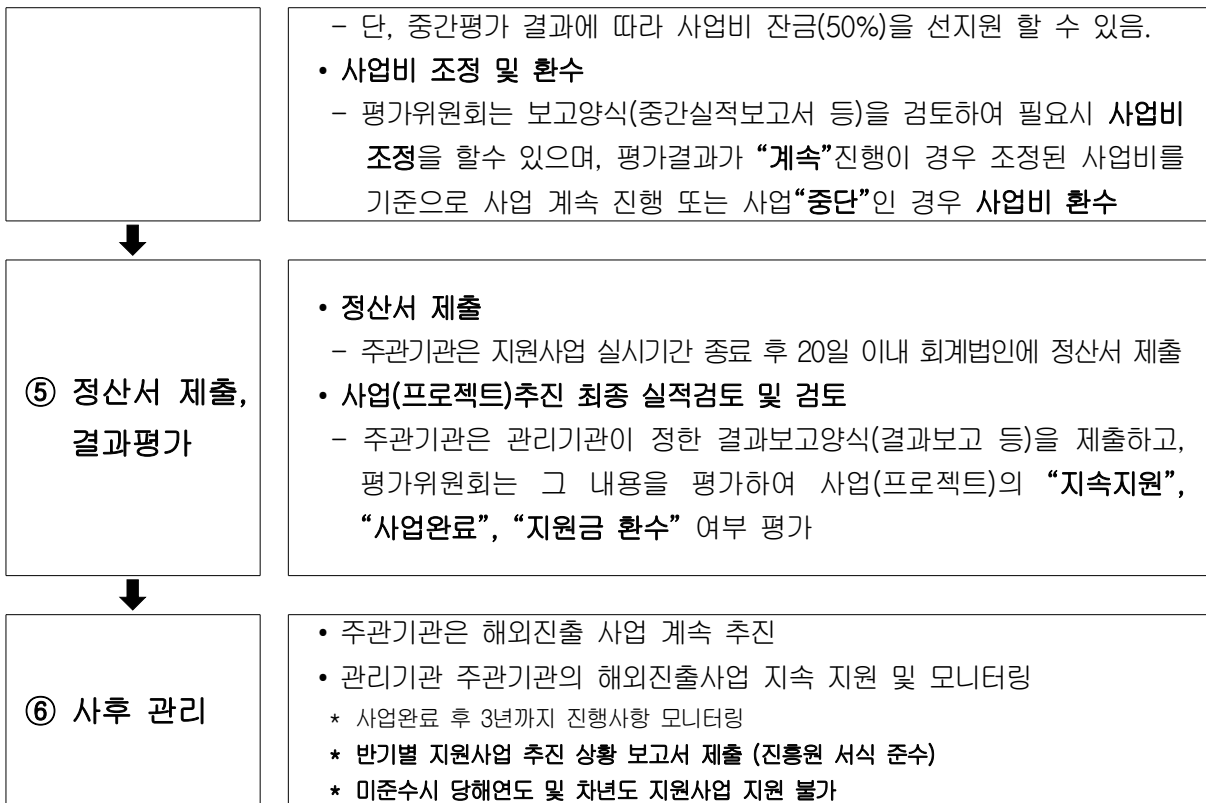 – 단, 중간평가 결과에 따라 사업비 잔금(50%)을 선지원 할 수 있음.
• 사업비 조정 및 환수
– 평가위원회는 보고양식(중간실적보고서 등)을 검토하여 필요시 사업비
조정을 할수 있으며, 평가결과가 “계속”진행이 경우 조정된 사업비를
기준으로 사업 계속 진행 또는 사업“중단”인 경우 사업비 환수
⑤ 정산서 제출,
결과평가
• 정산서 제출
– 주관기관은 지원사업 실시기간 종료 후 20일 이내 회계법인에 정산서 제출
• 사업(프로젝트)추진 최종 실적검토 및 검토
– 주관기관은 관리기관이 정한 결과보고양식(결과보고 등)을 제출하고,
평가위원회는 그 내용을 평가하여 사업(프로젝트)의 “지속지원”,
“사업완료”, “지원금 환수” 여부 평가
⑥ 사후 관리
• 주관기관은 해외진출 사업 계속 추진
• 관리기관 주관기관의 해외진출사업 지속 지원 및 모니터링
* 사업완료 후 3년까지 진행사항 모니터링
* 반기별 지원사업 추진 상황 보고서 제출 (진흥원 서식 준수)
* 미준수시 당해연도 및 차년도 지원사업 지원 불가